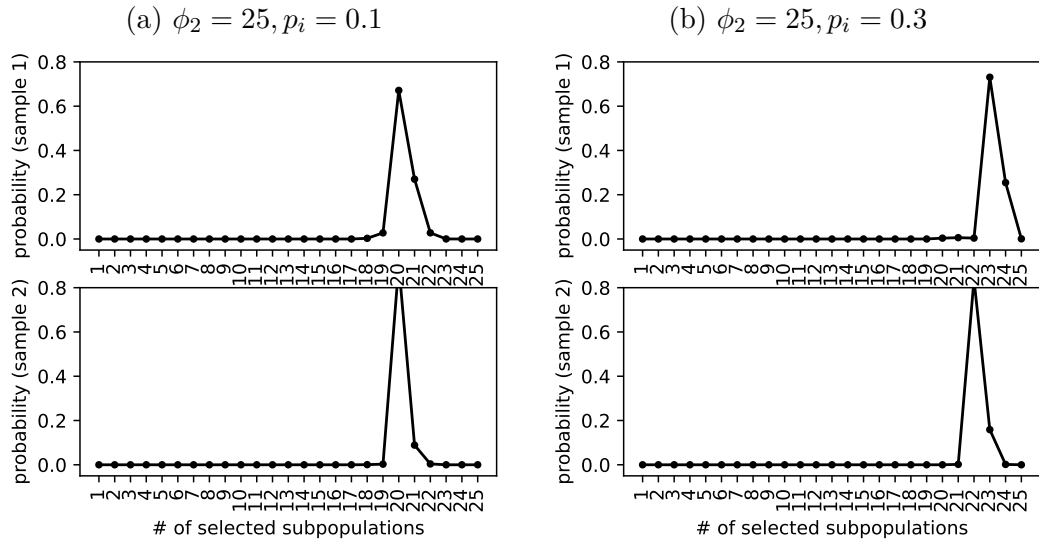 (a) ϕ₂ = 25, pᵢ = 0.1
probability (sample 1)
0.8
0.6
0.4
0.2
0.0
1 2 3 4 5 6 7 8 9 10 11 12 13 14 15 16 17 18 19 20 21 22 23 24 25
probability (sample 2)
0.8
0.6
0.4
0.2
0.0
1 2 3 4 5 6 7 8 9 10 11 12 13 14 15 16 17 18 19 20 21 22 23 24 25
# of selected subpopulations
(b) ϕ₂ = 25, pᵢ = 0.3
probability (sample 1)
0.8
0.6
0.4
0.2
0.0
1 2 3 4 5 6 7 8 9 10 11 12 13 14 15 16 17 18 19 20 21 22 23 24 25
probability (sample 2)
0.8
0.6
0.4
0.2
0.0
1 2 3 4 5 6 7 8 9 10 11 12 13 14 15 16 17 18 19 20 21 22 23 24 25
# of selected subpopulations